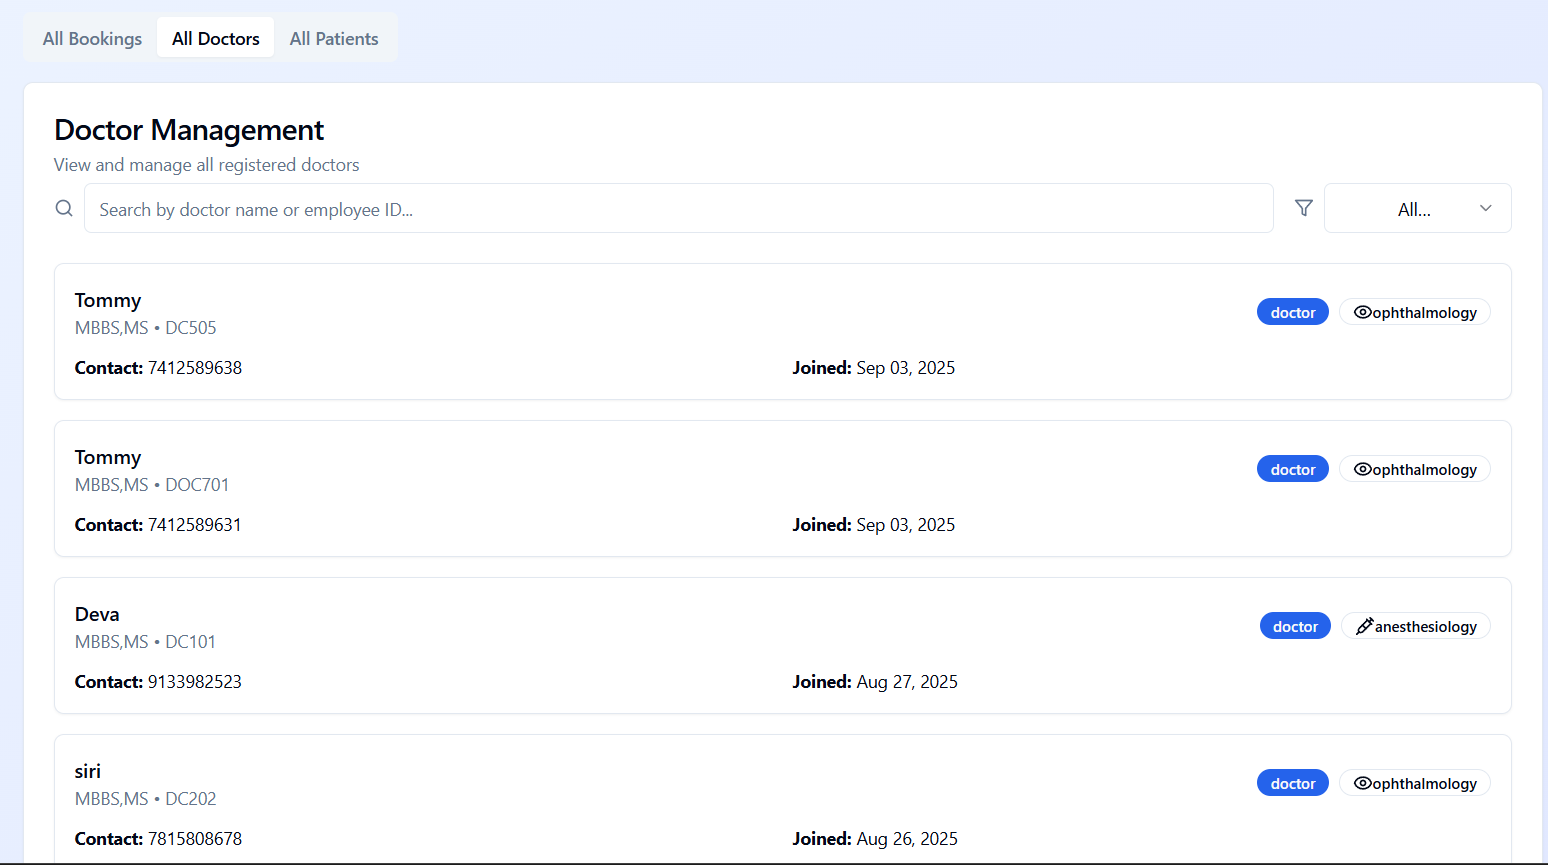 All Bookings All Doctors All Patients
Doctor Management
View and manage all registered doctors
Search by doctor name or employee ID... All...
Tommy
doctor ophthalmology
MBBS,MS • DC505
Contact: 7412589638 Joined: Sep 03, 2025
Tommy
doctor ophthalmology
MBBS,MS • DOC701
Contact: 7412589631 Joined: Sep 03, 2025
Deva
doctor anesthesiology
MBBS,MS • DC101
Contact: 9133982523 Joined: Aug 27, 2025
siri
doctor ophthalmology
MBBS,MS • DC202
Contact: 7815808678 Joined: Aug 26, 2025